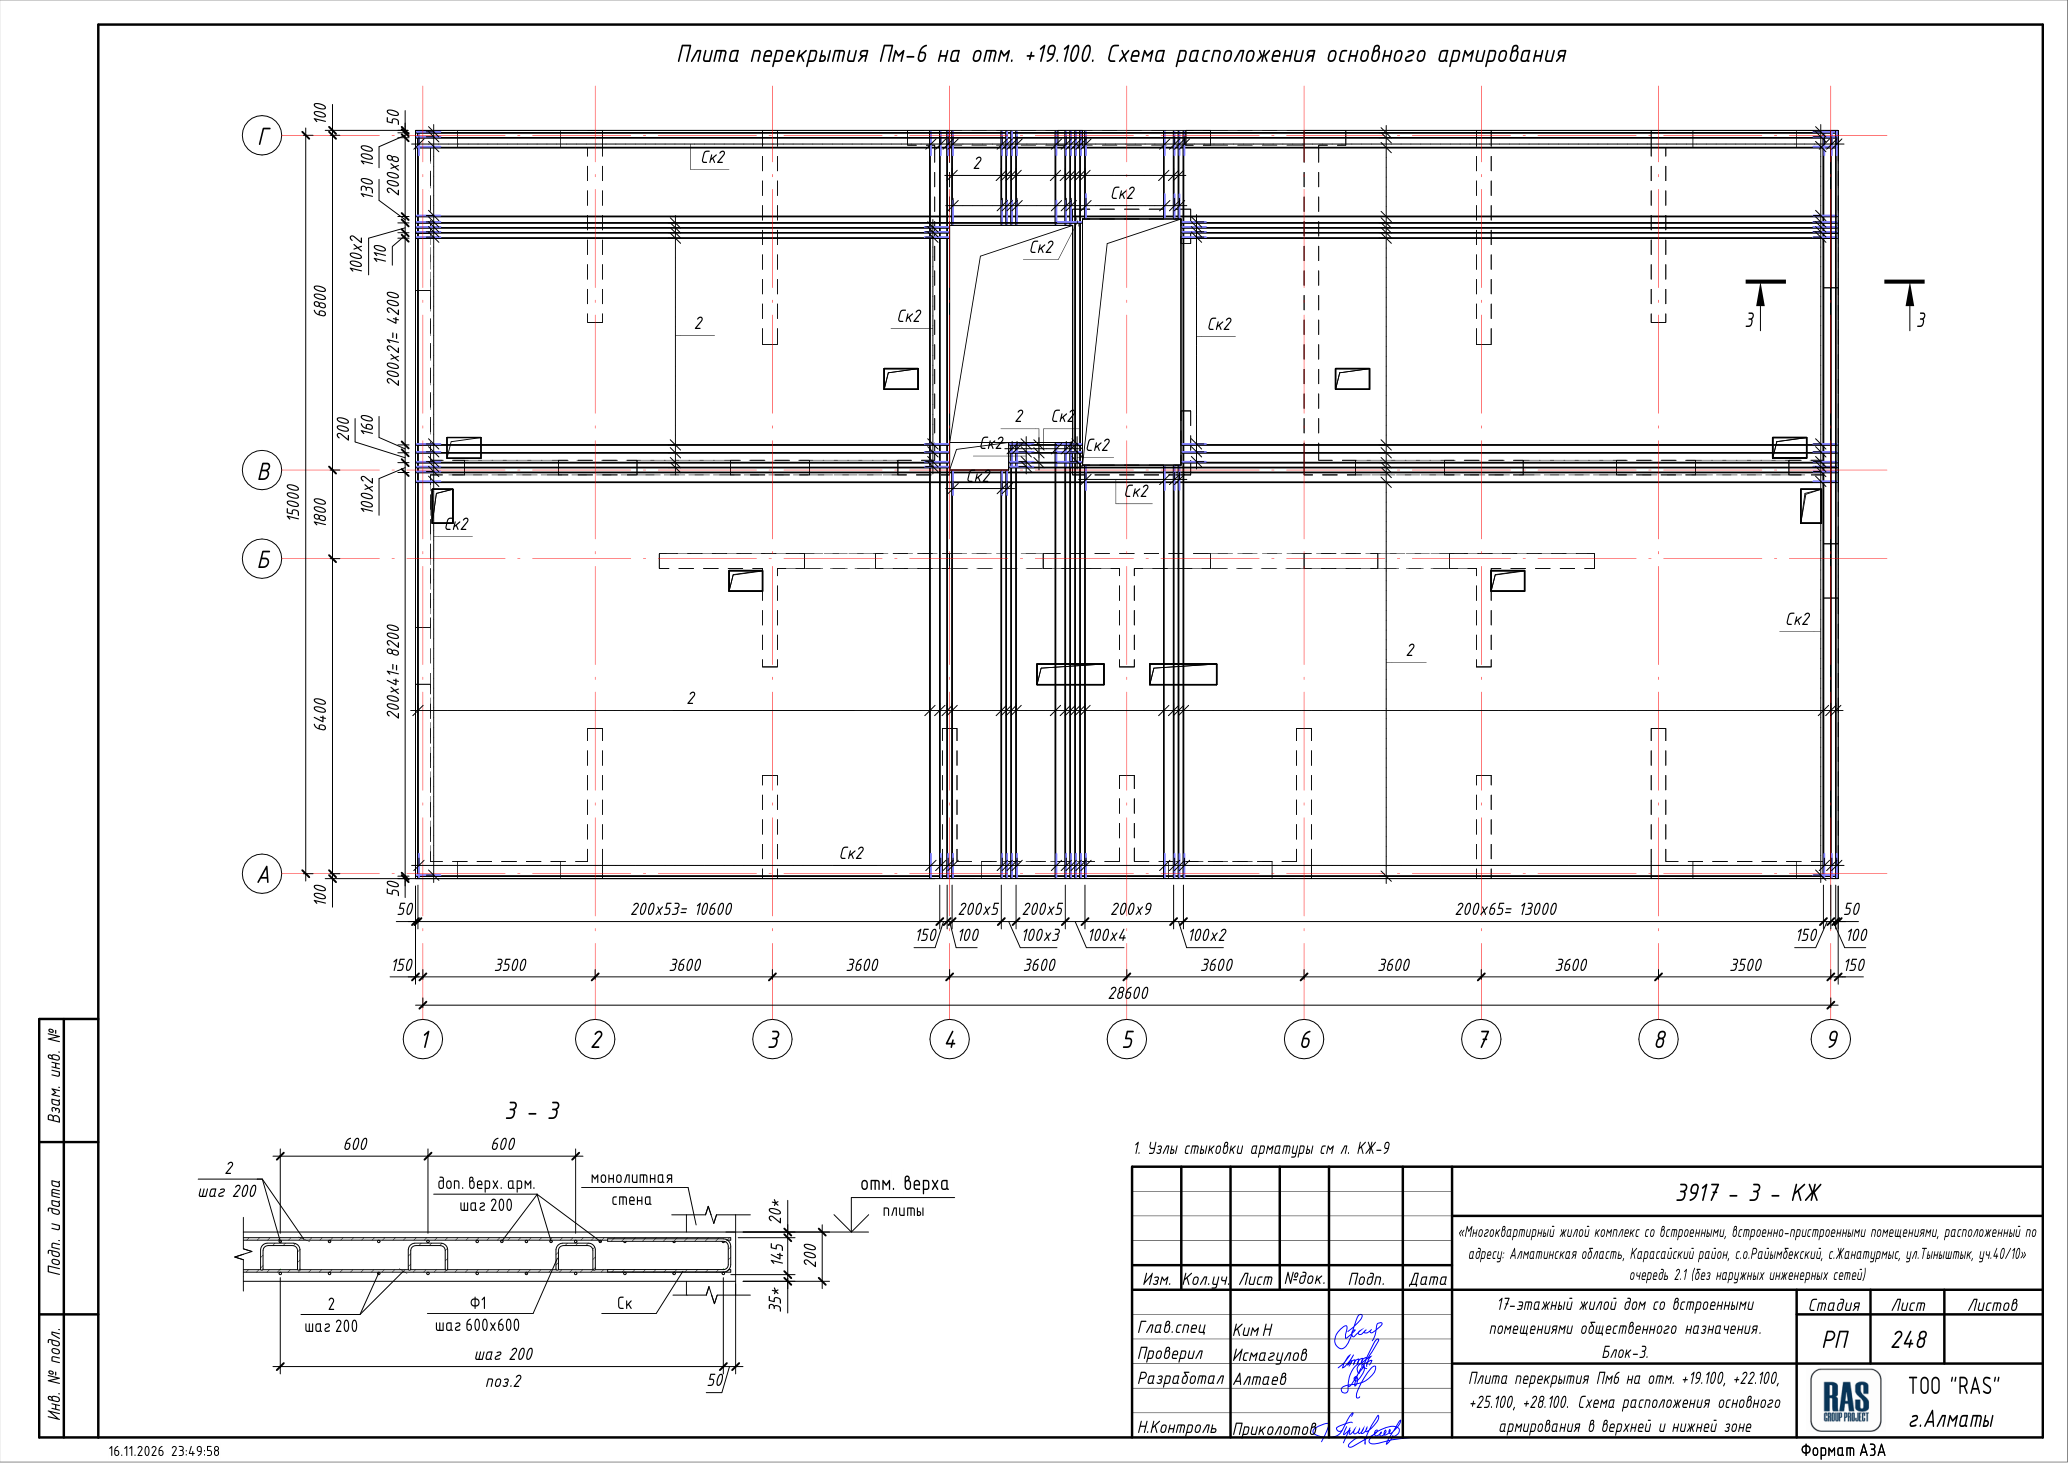 Плита перекрытия Пм-6 на отм. +19.100. Схема расположения основного армирования
Г
В
Б
А
100
50
100
200х8
130
100х2
110
6800
200х21= 4200
200
160
100х2
15000
1800
200х41= 8200
6400
50
100
Ск2
2
Ск2
Ск2
2
Ск2
Ск2
2
Ск2
Ск2
Ск2
Ск2
Ск2
Ск2
Ск2
2
2
Ск2
3
3
50
200х53= 10600
200х5
200х5
200х9
200х65= 13000
50
150
100
100х3
100х4
100х2
150
100
150
3500
3600
3600
3600
3600
3600
3600
3500
150
28600
1
2
3
4
5
6
7
8
9
3 - 3
600
600
2
шаг 200
доп. верх. арм.
шаг 200
монолитная
стена
отм. верха
плиты
20*
145
200
35*
2
шаг 200
Ф1
шаг 600х600
Ск
шаг 200
поз.2
50
1. Узлы стыковки арматуры см л. КЖ-9
3917 - 3 - КЖ
«Многоквартирный жилой комплекс со встроенными, встроенно-пристроенными помещениями, расположенный по
адресу: Алматинская область, Карасайский район, с.о.Райымбекский, с.Жанатурмыс, ул.Тыныштык, уч.40/10»
очередь 2.1 (без наружных инженерных сетей)
Изм.
Кол.уч.
Лист
№док.
Подп.
Дата
17-этажный жилой дом со встроенными
помещениями общественного назначения.
Блок-3.
Стадия
Лист
Листов
РП
248
Глав.спец
Ким Н
Проверил
Исмагулов
Разработал
Алтаев
Н.Контроль
Приколотов
Плита перекрытия Пм6 на отм. +19.100, +22.100,
+25.100, +28.100. Схема расположения основного
армирования в верхней и нижней зоне
RAS
GROUP PROJECT
ТОО "RAS"
г.Алматы
Взам. инв. №
Подп. и дата
Инв. № подл.
16.11.2026 23:49:58
Формат А3А